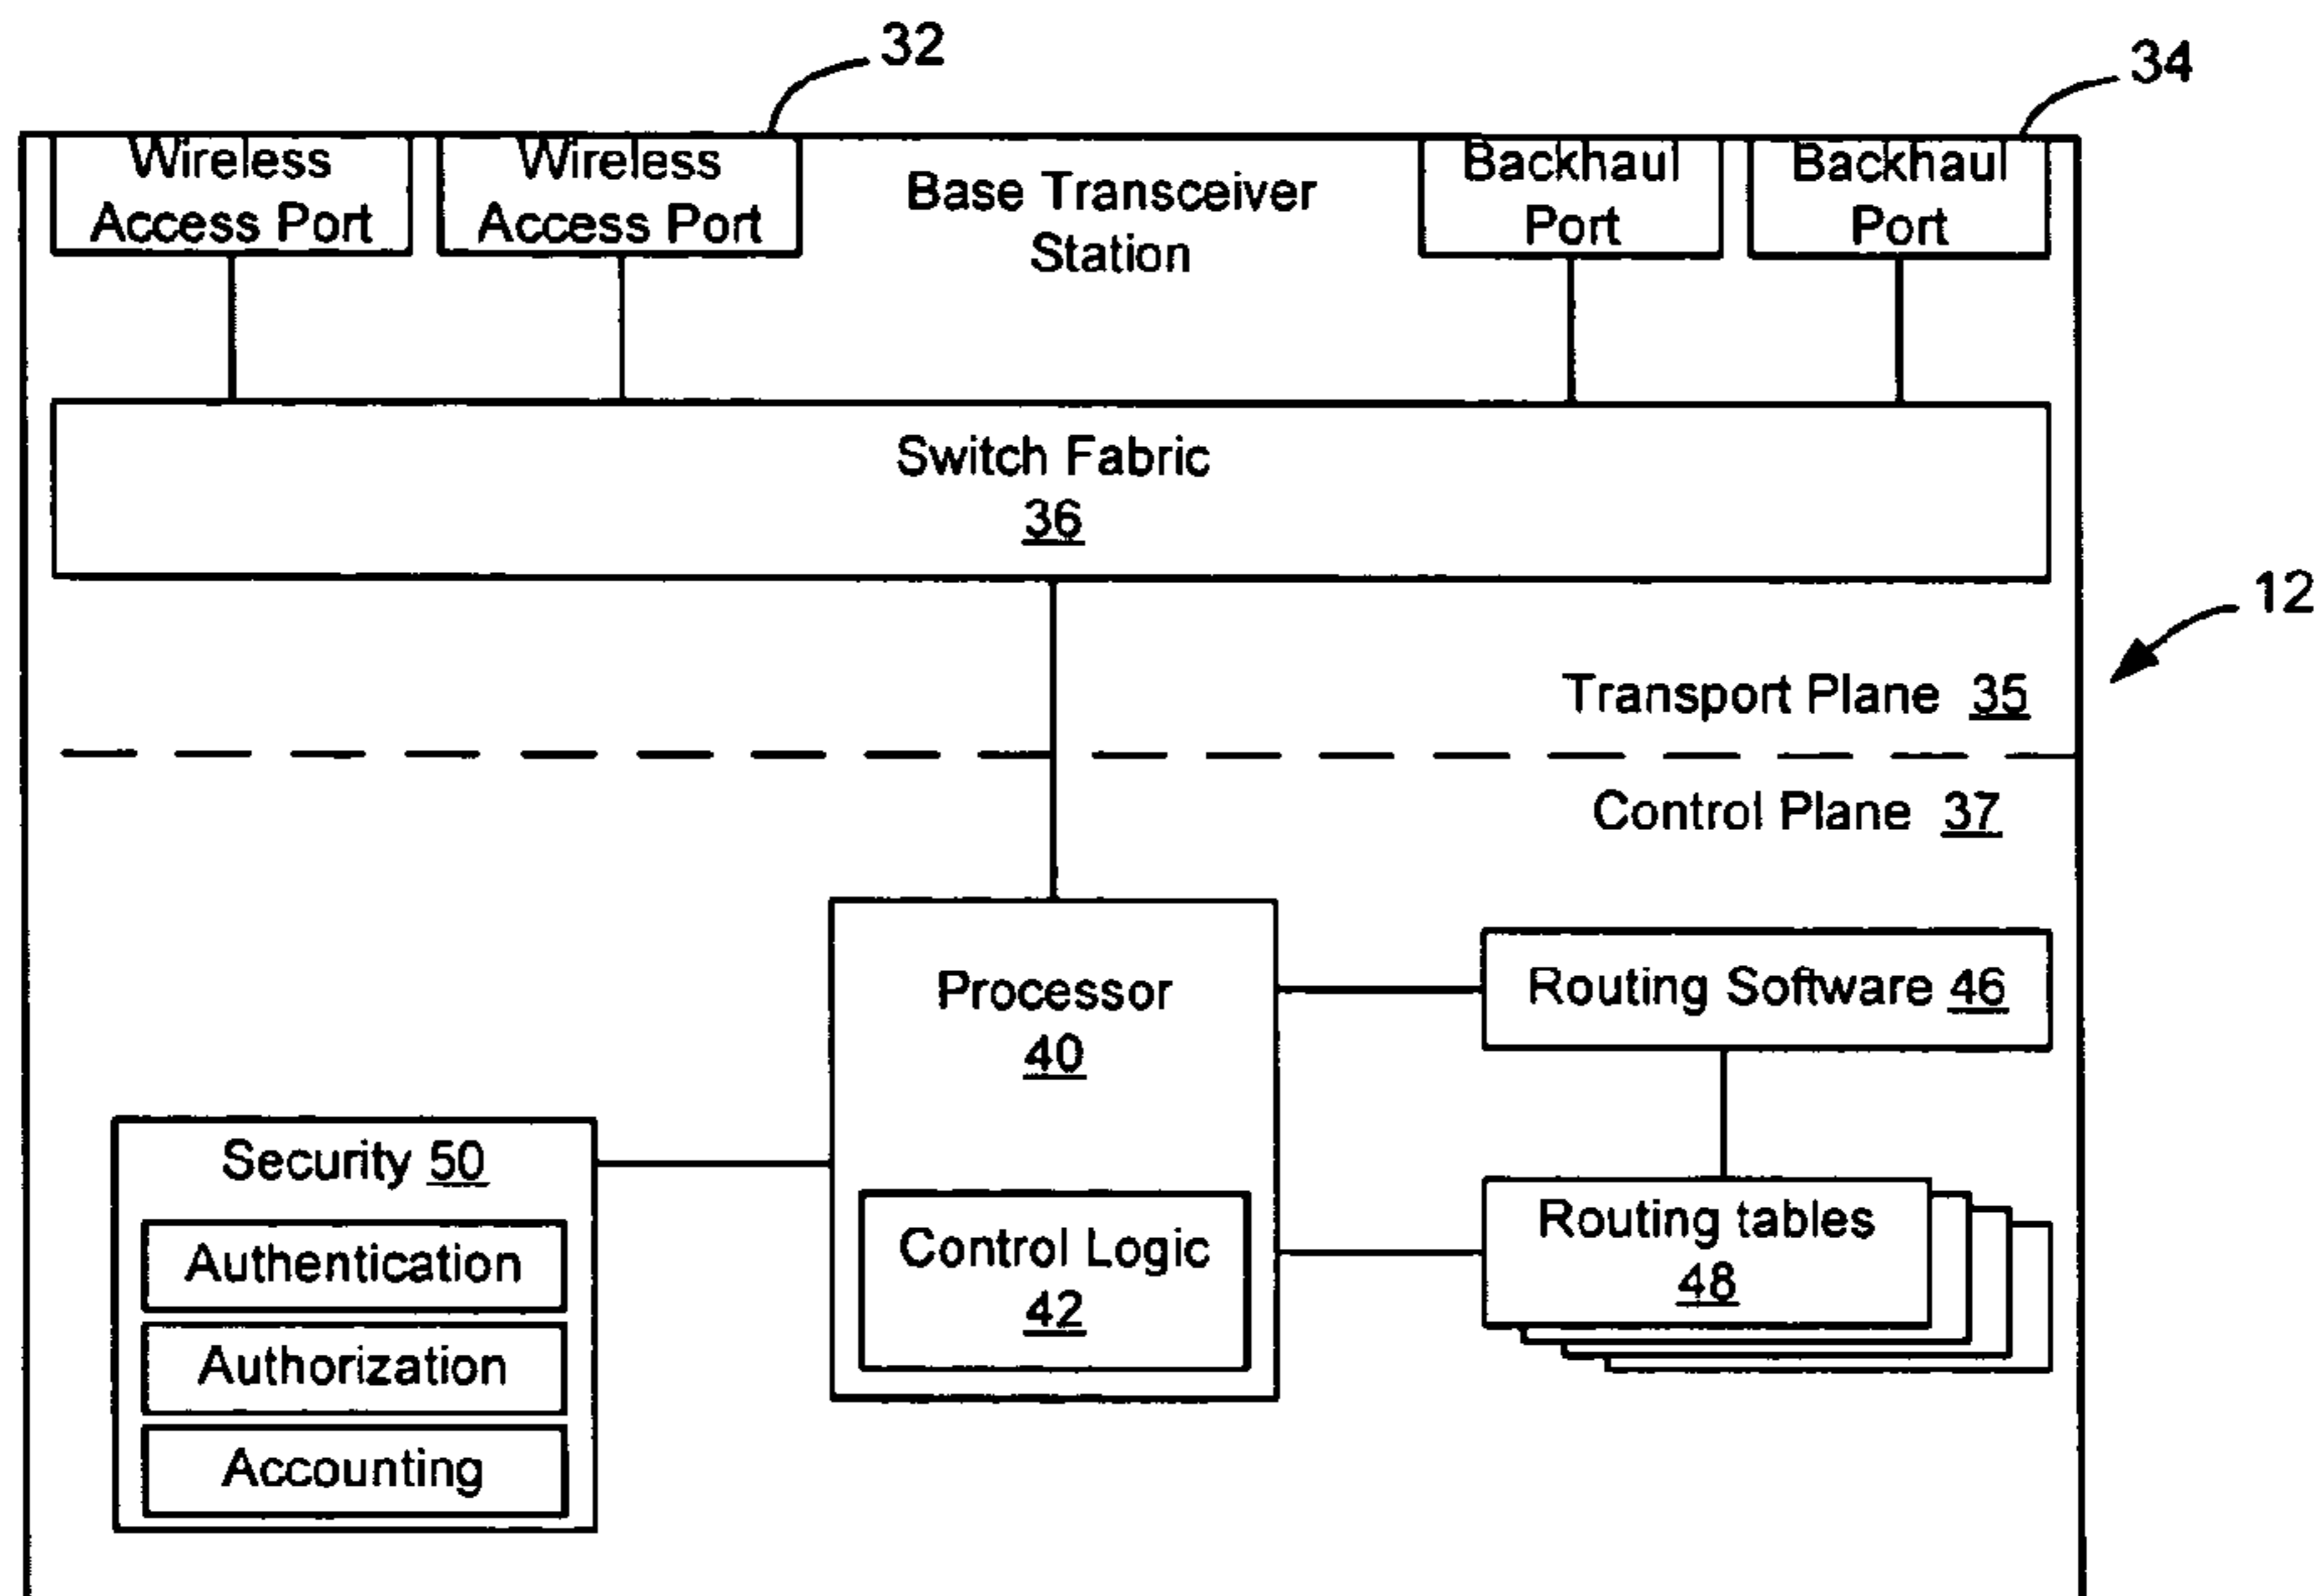 32
34
Wireless
Access Port
Wireless
Access Port
Base Transceiver
Station
Backhaul
Port
Backhaul
Port
Switch Fabric
36
12
Transport Plane 35
Control Plane 37
Processor
40
Routing Software 46
Security 50
Authentication
Authorization
Accounting
Control Logic
42
Routing tables
48